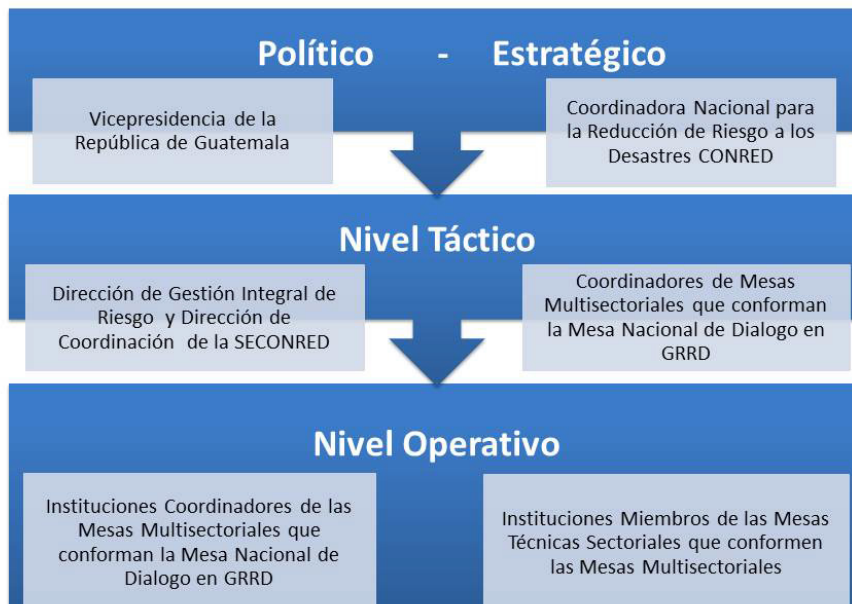 Político - Estratégico
Vicepresidencia de la
República de Guatemala
Coordinadora Nacional para
la Reducción de Riesgo a los
Desastres CONRED
Nivel Táctico
Dirección de Gestión Integral de
Riesgo y Dirección de
Coordinación de la SECONRED
Coordinadores de Mesas
Multisectoriales que conforman
la Mesa Nacional de Dialogo en
GRRD
Nivel Operativo
Instituciones Coordinadores de las
Mesas Multisectoriales que
conforman la Mesa Nacional de
Dialogo en GRRD
Instituciones Miembros de las Mesas
Técnicas Sectoriales que conformen
las Mesas Multisectoriales